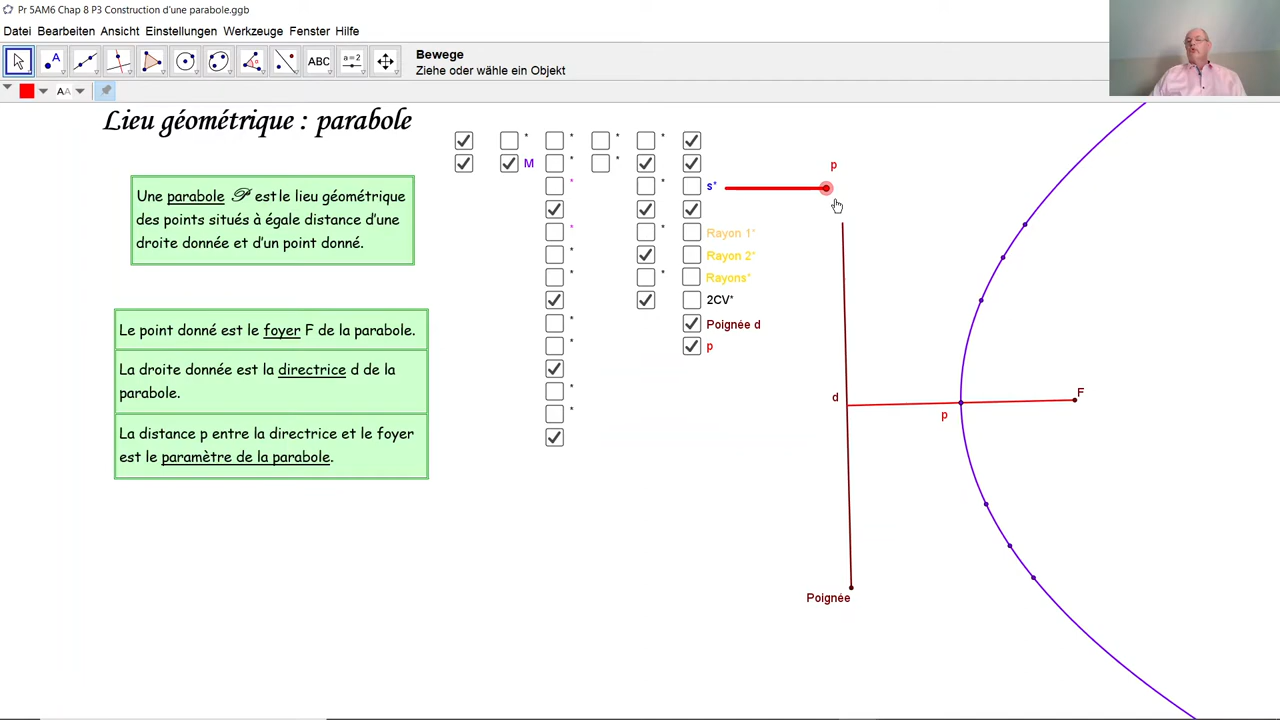 Pr 5AM6 Chap 8 P3 Construction d'une parabole.ggb
Datei Bearbeiten Ansicht Einstellungen Werkzeuge Fenster Hilfe
A
ABC
a=2
Bewege
Ziehe oder wähle ein Objekt
AA
Lieu géométrique : parabole
Une parabole 𝒫 est le lieu géométrique
des points situés à égale distance d'une
droite donnée et d'un point donné.
Le point donné est le foyer F de la parabole.
La droite donnée est la directrice d de la
parabole.
La distance p entre la directrice et le foyer
est le paramètre de la parabole.
M
s*
Rayon 1*
Rayon 2*
Rayons*
2CV*
Poignée d
p
p
d
p
F
Poignée